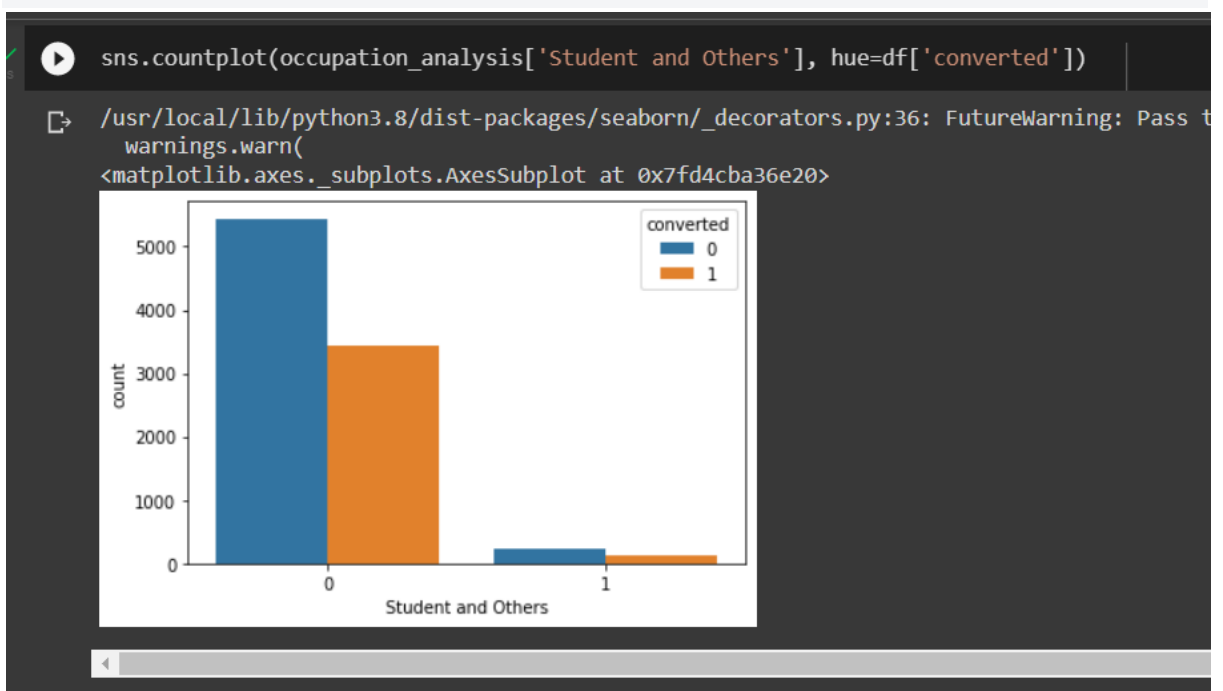 sns.countplot(occupation_analysis['Student and Others'], hue=df['converted'])
/usr/local/lib/python3.8/dist-packages/seaborn/_decorators.py:36: FutureWarning: Pass t
warnings.warn(
<matplotlib.axes._subplots.AxesSubplot at 0x7fd4cba36e20>
converted
0
1
5000
4000
3000
2000
1000
0
count
0 1
Student and Others